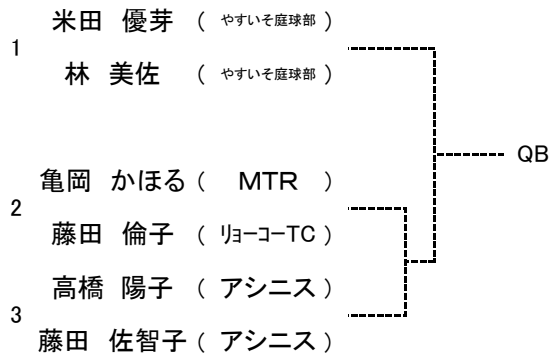 米田 優芽 ( やすいそ庭球部 )
1
林 美佐 ( やすいそ庭球部 )
QB
亀岡 かほる ( MTR )
2
藤田 倫子 ( リョーコーTC )
高橋 陽子 ( アシニス )
3
藤田 佐智子 ( アシニス )